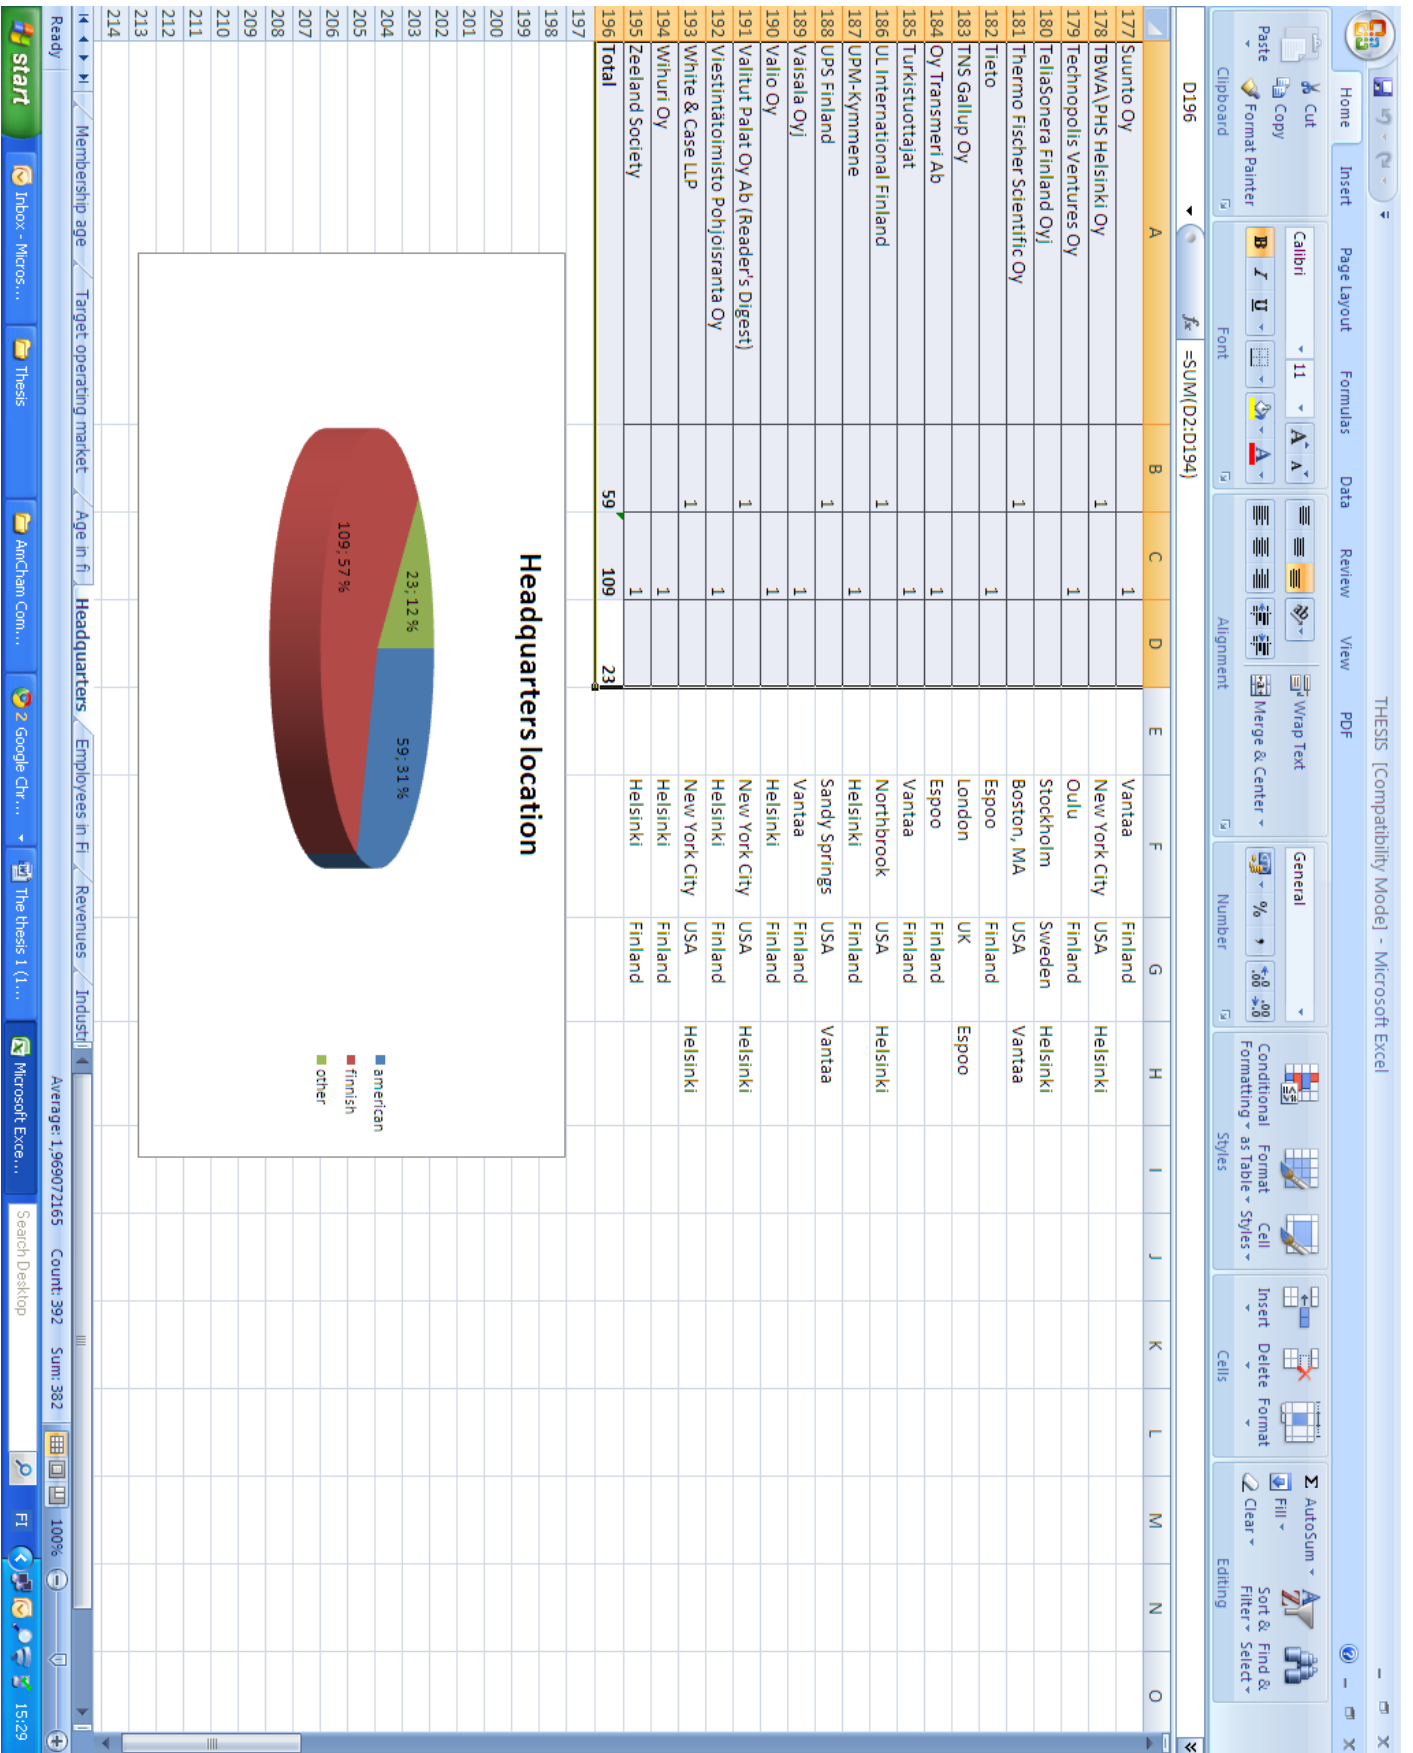 THESIS [Compatibility Mode] - Microsoft Excel
Home Insert Page Layout Formulas Data Review View PDF
Paste Cut Copy Format Painter
Calibri 11 A A
B I U A
Wrap Text
Merge & Center
General
% , ,0 ,00 ,00 ,0
Conditional Formatting Format as Table Cell Styles
Insert Delete Format
Σ AutoSum Fill Clear
Sort & Filter Find & Select
Clipboard Font Alignment Number Styles Cells Editing
D196 fx =SUM(D2:D194)
A B C D E F G H I J K L M N O
177 Suunto Oy 1 Vantaa Finland
178 TBWA\PHS Helsinki Oy 1 New York City USA Helsinki
179 Technopolis Ventures Oy 1 Oulu Finland
180 TeliaSonera Finland Oyj Stockholm Sweden Helsinki
181 Thermo Fischer Scientific Oy 1 Boston, MA USA Vantaa
182 Tieto 1 Espoo Finland
183 TNS Gallup Oy London UK Espoo
184 Oy Transmeri Ab 1 Espoo Finland
185 Turkistuottajat 1 Vantaa Finland
186 UL International Finland 1 Northbrook USA Helsinki
187 UPM-Kymmene 1 Helsinki Finland
188 UPS Finland 1 Sandy Springs USA Vantaa
189 Vaisala Oyj 1 Vantaa Finland
190 Valio Oy 1 Helsinki Finland
191 Valitut Palat Oy Ab (Reader's Digest) 1 New York City USA Helsinki
192 Viestintätoimisto Pohjoisranta Oy 1 Helsinki Finland
193 White & Case LLP 1 New York City USA Helsinki
194 Wihuri Oy 1 Helsinki Finland
195 Zeeland Society 1 Helsinki Finland
196 Total 59 109 23
197
198
199
200
201
202
203
204
205
206
207
208
209
210
211
212
213
214
Headquarters location
23; 12 %
59; 31 %
109; 57 %
american
finnish
other
Membership age Target operating market Age in fi Headquarters Employees in Fi Revenues Industri
Ready Average: 1,969072165 Count: 392 Sum: 382 100%
start Inbox - Micros... Thesis AmCham Com... 2 Google Chr... The thesis 1 (1... Microsoft Exce... Search Desktop FI 15:29